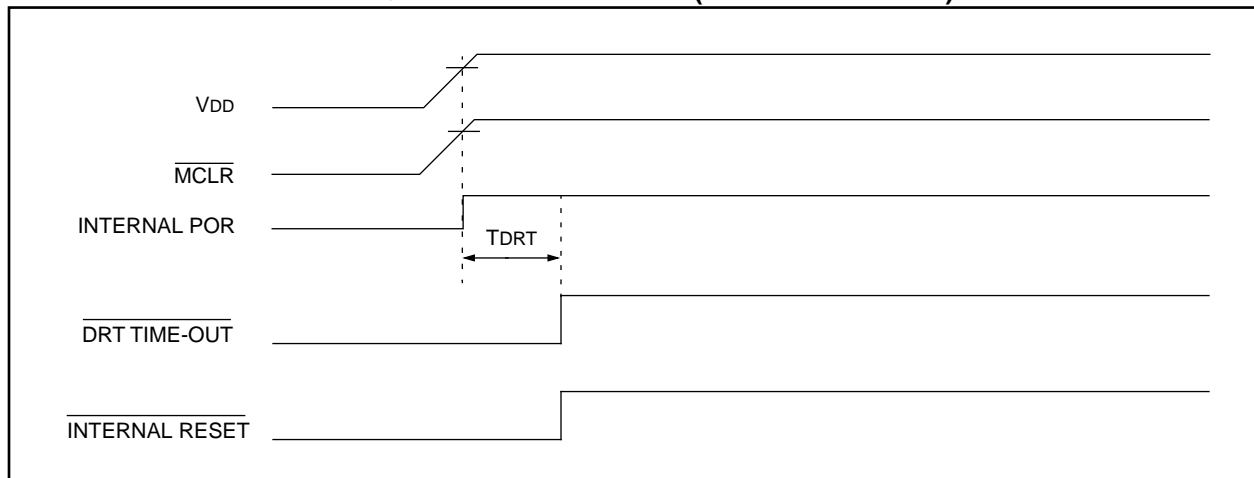 VDD
MCLR
INTERNAL POR
TDRT
DRT TIME-OUT
INTERNAL RESET